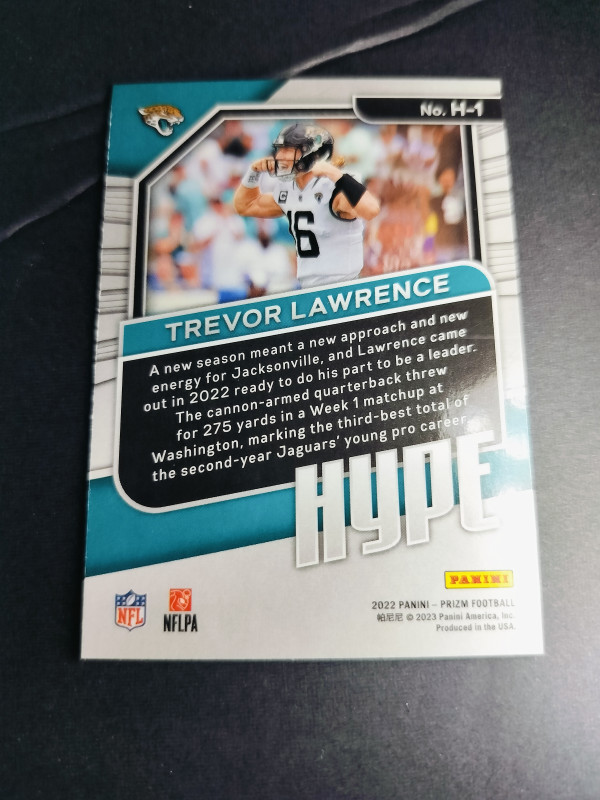 No. H-1
C
16
TREVOR LAWRENCE
A new season meant a new approach and new
energy for Jacksonville, and Lawrence came
out in 2022 ready to do his part to be a leader.
The cannon-armed quarterback threw
for 275 yards in a Week 1 matchup at
Washington, marking the third-best total of
the second-year Jaguars' young pro career.
HYPE
PANINI
NFL
NFLPA
2022 PANINI – PRIZM FOOTBALL
帕尼尼 © 2023 Panini America, Inc.
Produced in the USA.